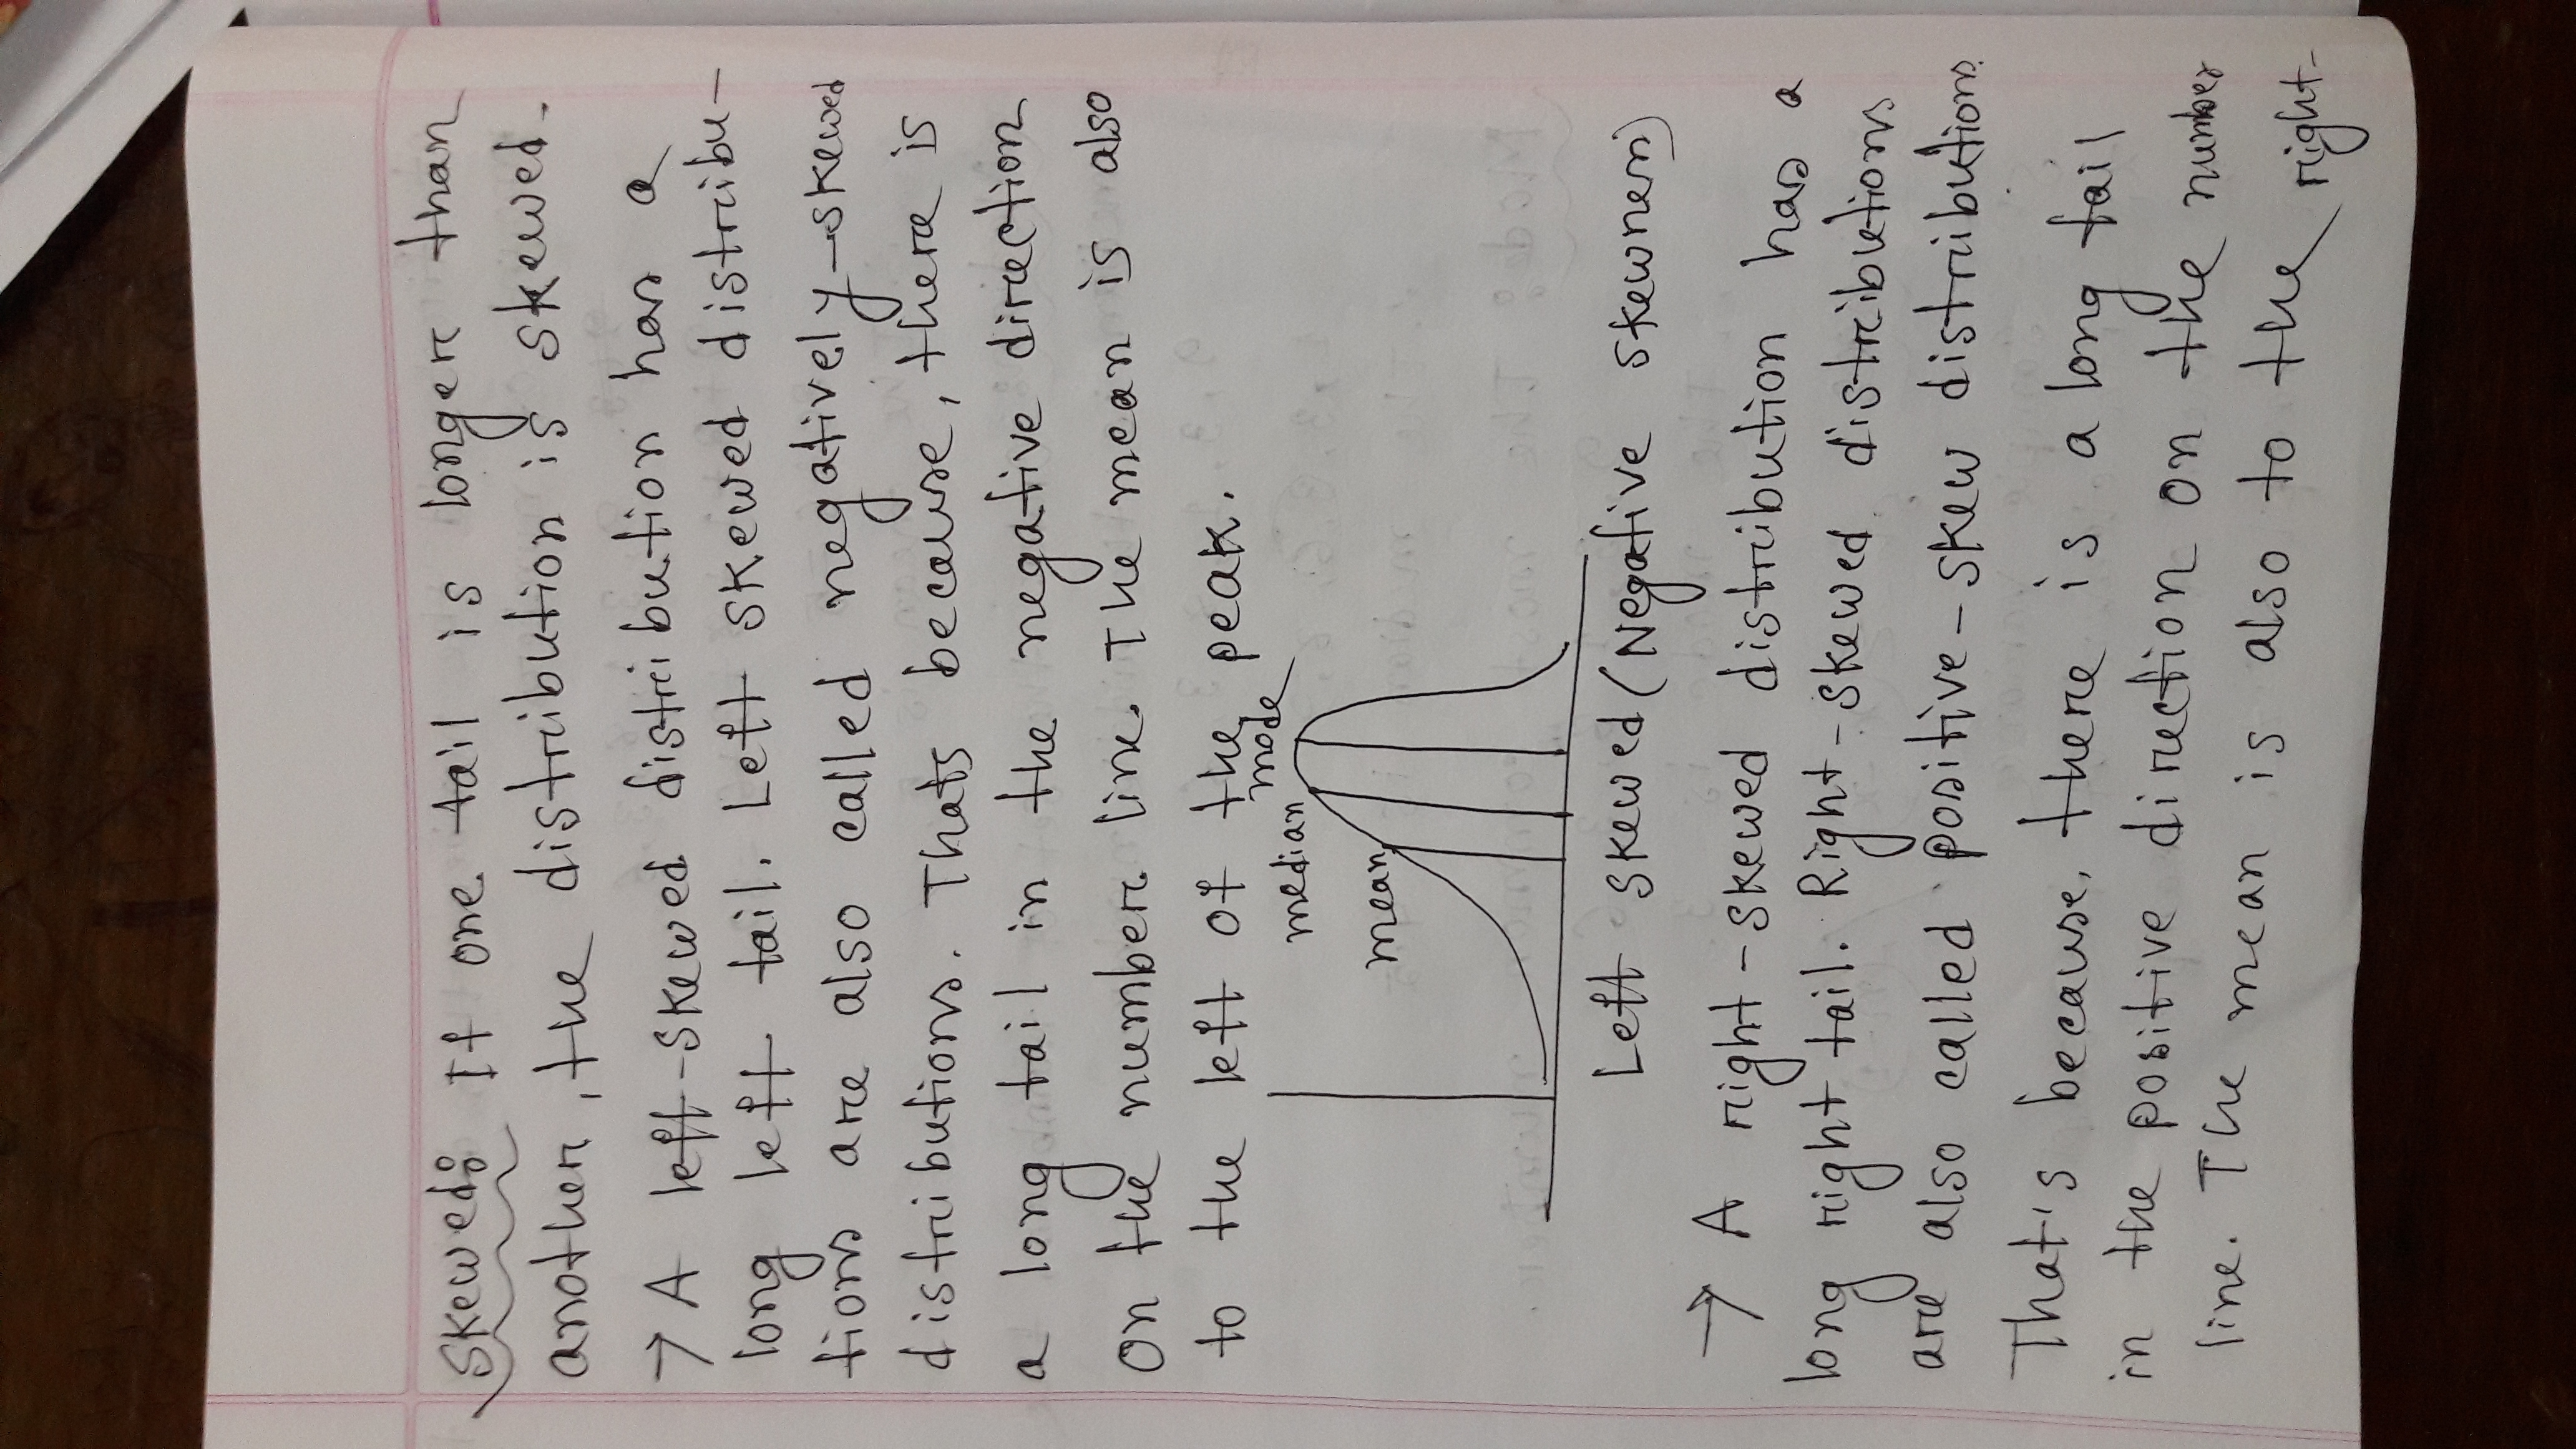 Skewed: If one tail is longer than
another, the distribution is skewed.
→ A left-skewed distribution has a
long left tail. Left skewed distribu-
tions are also called negatively-skewed
distributions. Thats because, there is
a long tail in the negative direction
on the number line. The mean is also
to the left of the peak.
mode
median
mean
Left skewed (Negative skewness)
→ A right-skewed distribution has a
long right tail. Right-skewed distributions
are also called positive-skew distributions.
That's because, there is a long tail
in the positive direction on the number
line. The mean is also to the right-